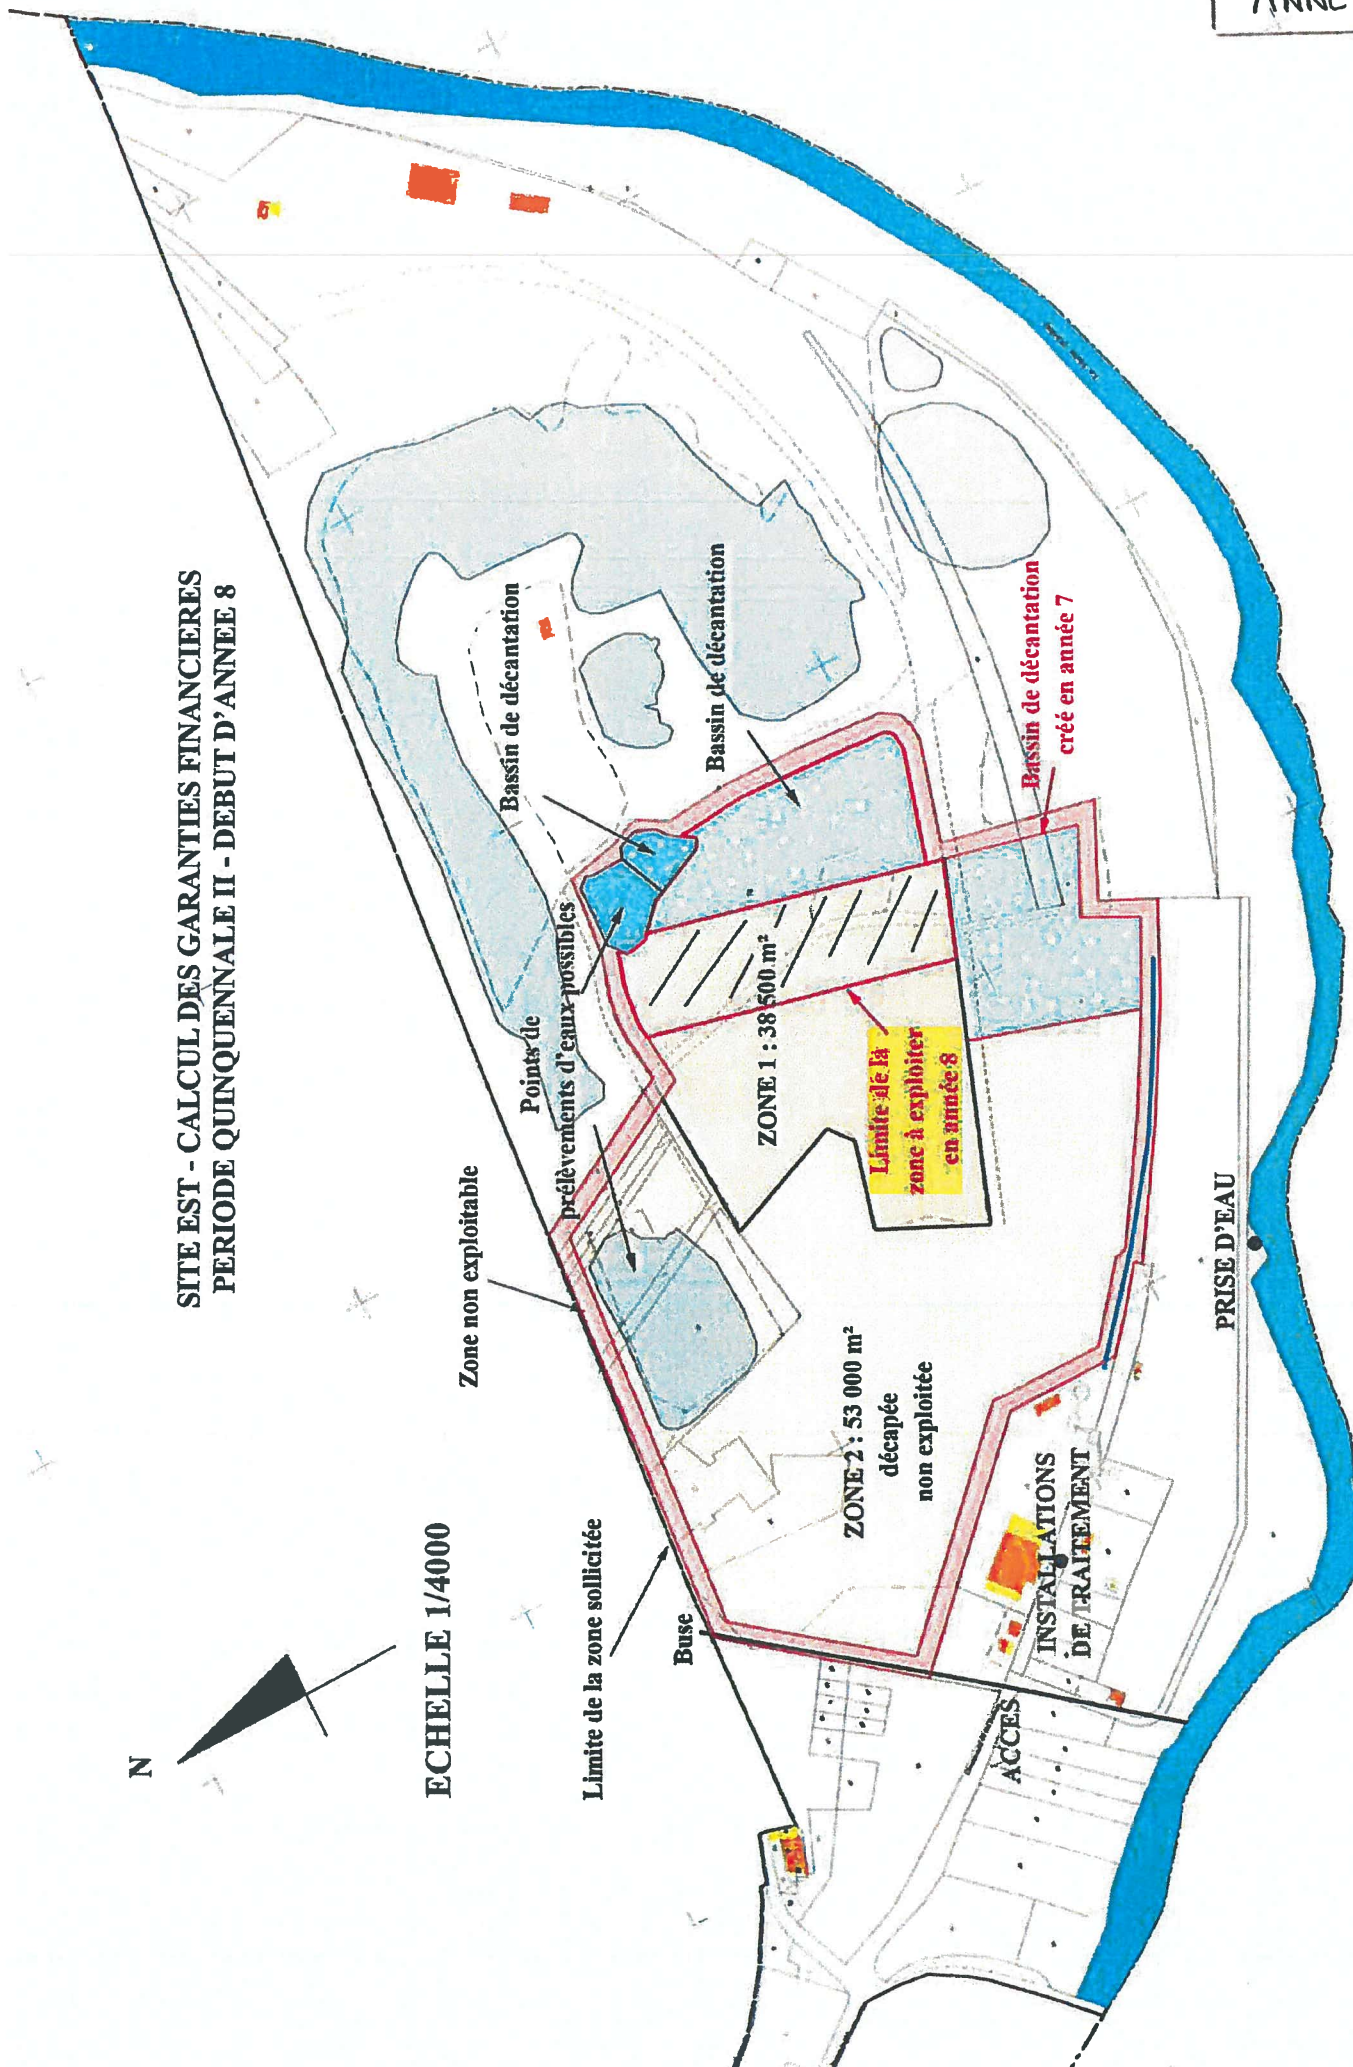 SITE EST - CALCUL DES GARANTIES FINANCIERES
PERIODE QUINQUENNALE II - DEBUT D'ANNEE 8
N
ECHELLE 1/4000
Zone non exploitable
Limite de la zone sollicitée
Buse
Points de
prélèvements d'eaux possibles
Bassin de décantation
Bassin de décantation
Bassin de décantation
créé en année 7
ZONE 1 : 38 500 m²
Limite de la
zone à exploiter
en année 8
ZONE 2 : 53 000 m²
décapée
non exploitée
INSTALLATIONS
DE TRAITEMENT
ACCES
PRISE D'EAU